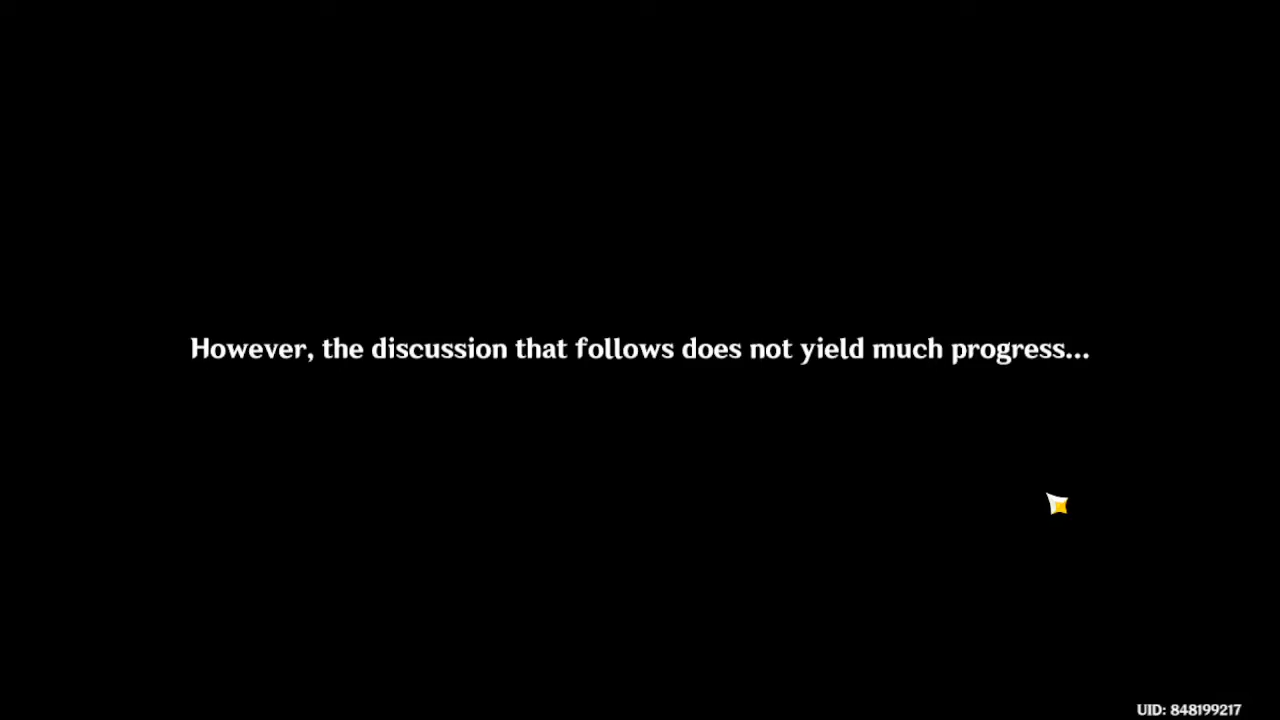 However, the discussion that follows does not yield much progress...
UID: 848199217